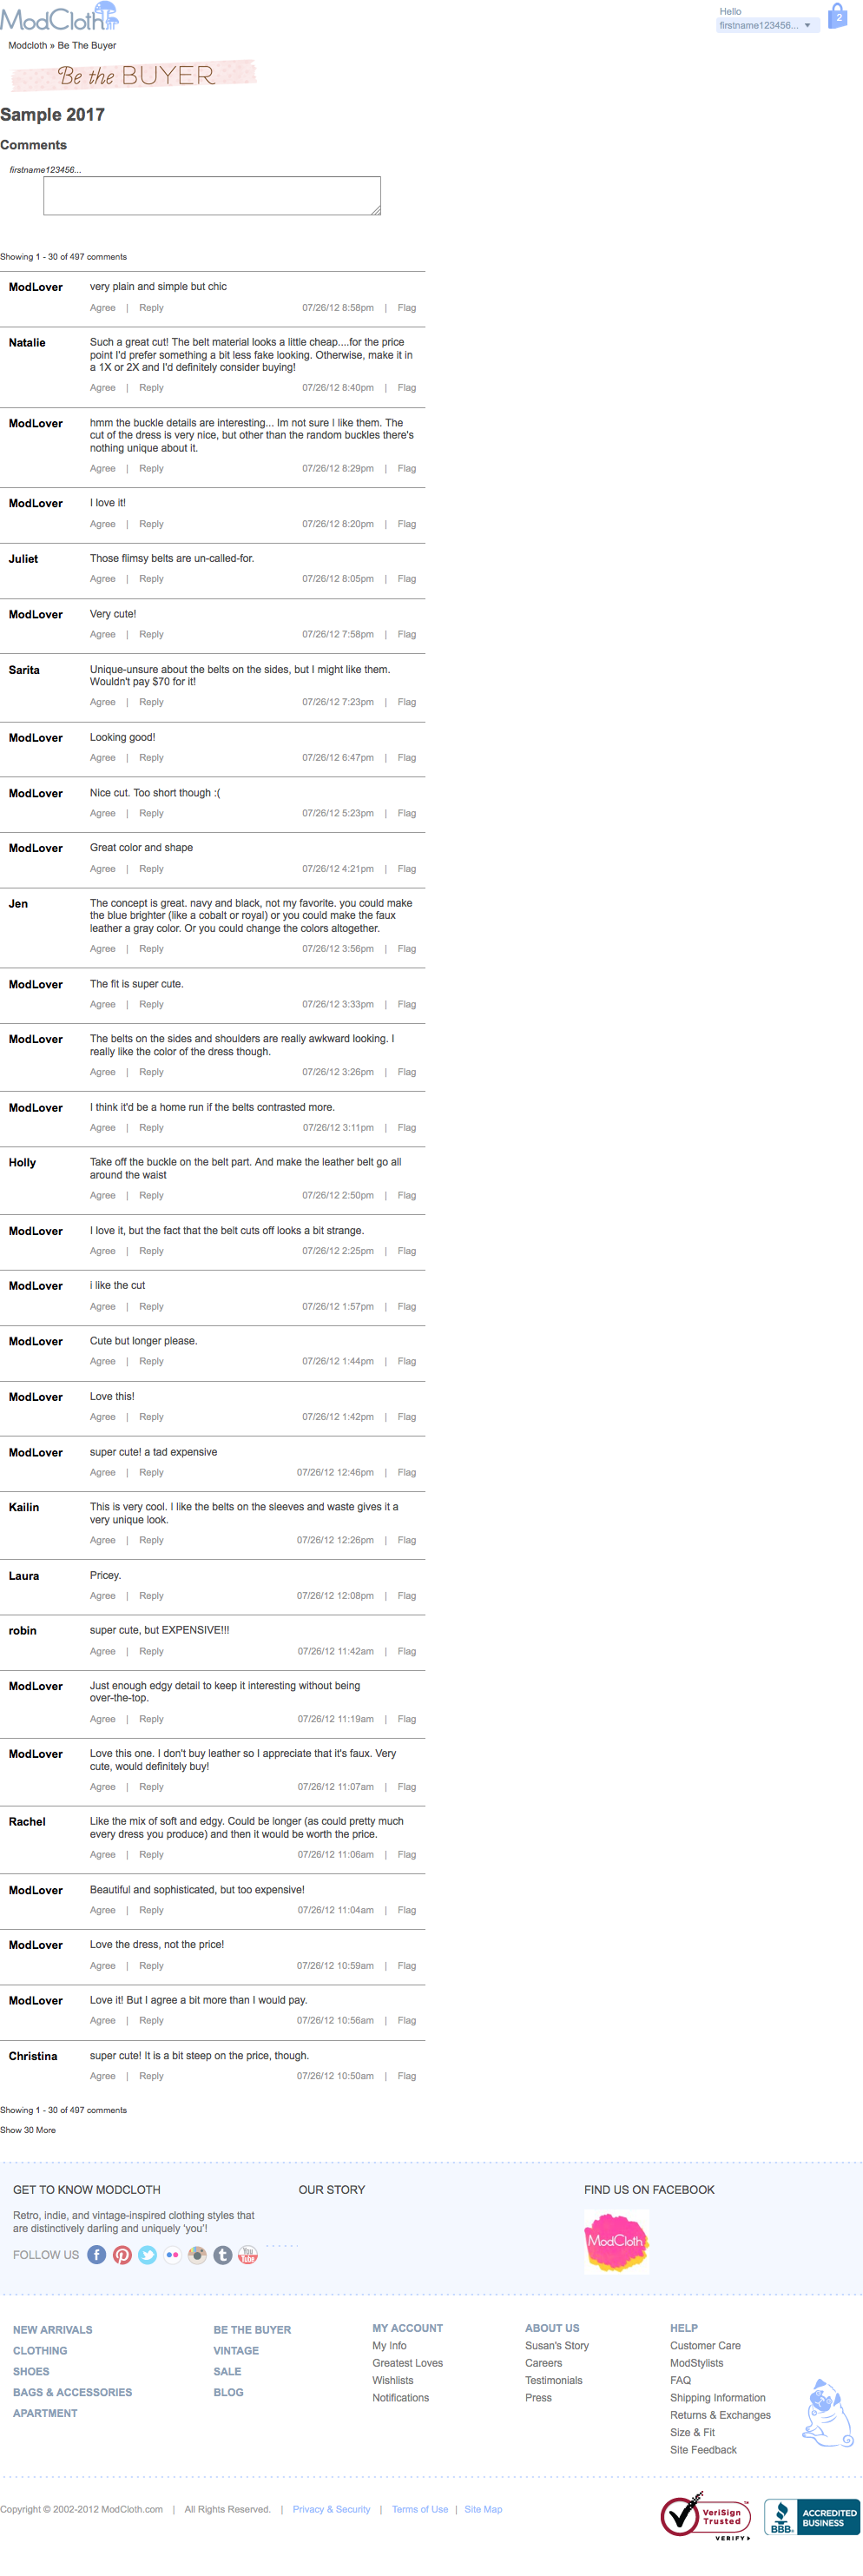 ModCloth
Hello
firstname123456...
2
Modcloth » Be The Buyer
Be the BUYER
Sample 2017
Comments
firstname123456...
Showing 1 - 30 of 497 comments
ModLover very plain and simple but chic
Agree | Reply 07/26/12 8:58pm | Flag
Natalie Such a great cut! The belt material looks a little cheap....for the price
point I'd prefer something a bit less fake looking. Otherwise, make it in
a 1X or 2X and I'd definitely consider buying!
Agree | Reply 07/26/12 8:40pm | Flag
ModLover hmm the buckle details are interesting... Im not sure I like them. The
cut of the dress is very nice, but other than the random buckles there's
nothing unique about it.
Agree | Reply 07/26/12 8:29pm | Flag
ModLover I love it!
Agree | Reply 07/26/12 8:20pm | Flag
Juliet Those flimsy belts are un-called-for.
Agree | Reply 07/26/12 8:05pm | Flag
ModLover Very cute!
Agree | Reply 07/26/12 7:58pm | Flag
Sarita Unique-unsure about the belts on the sides, but I might like them.
Wouldn't pay $70 for it!
Agree | Reply 07/26/12 7:23pm | Flag
ModLover Looking good!
Agree | Reply 07/26/12 6:47pm | Flag
ModLover Nice cut. Too short though :(
Agree | Reply 07/26/12 5:23pm | Flag
ModLover Great color and shape
Agree | Reply 07/26/12 4:21pm | Flag
Jen The concept is great. navy and black, not my favorite. you could make
the blue brighter (like a cobalt or royal) or you could make the faux
leather a gray color. Or you could change the colors altogether.
Agree | Reply 07/26/12 3:56pm | Flag
ModLover The fit is super cute.
Agree | Reply 07/26/12 3:33pm | Flag
ModLover The belts on the sides and shoulders are really awkward looking. I
really like the color of the dress though.
Agree | Reply 07/26/12 3:26pm | Flag
ModLover I think it'd be a home run if the belts contrasted more.
Agree | Reply 07/26/12 3:11pm | Flag
Holly Take off the buckle on the belt part. And make the leather belt go all
around the waist
Agree | Reply 07/26/12 2:50pm | Flag
ModLover I love it, but the fact that the belt cuts off looks a bit strange.
Agree | Reply 07/26/12 2:25pm | Flag
ModLover i like the cut
Agree | Reply 07/26/12 1:57pm | Flag
ModLover Cute but longer please.
Agree | Reply 07/26/12 1:44pm | Flag
ModLover Love this!
Agree | Reply 07/26/12 1:42pm | Flag
ModLover super cute! a tad expensive
Agree | Reply 07/26/12 12:46pm | Flag
Kailin This is very cool. I like the belts on the sleeves and waste gives it a
very unique look.
Agree | Reply 07/26/12 12:26pm | Flag
Laura Pricey.
Agree | Reply 07/26/12 12:08pm | Flag
robin super cute, but EXPENSIVE!!!
Agree | Reply 07/26/12 11:42am | Flag
ModLover Just enough edgy detail to keep it interesting without being
over-the-top.
Agree | Reply 07/26/12 11:19am | Flag
ModLover Love this one. I don't buy leather so I appreciate that it's faux. Very
cute, would definitely buy!
Agree | Reply 07/26/12 11:07am | Flag
Rachel Like the mix of soft and edgy. Could be longer (as could pretty much
every dress you produce) and then it would be worth the price.
Agree | Reply 07/26/12 11:06am | Flag
ModLover Beautiful and sophisticated, but too expensive!
Agree | Reply 07/26/12 11:04am | Flag
ModLover Love the dress, not the price!
Agree | Reply 07/26/12 10:59am | Flag
ModLover Love it! But I agree a bit more than I would pay.
Agree | Reply 07/26/12 10:56am | Flag
Christina super cute! It is a bit steep on the price, though.
Agree | Reply 07/26/12 10:50am | Flag
Showing 1 - 30 of 497 comments
Show 30 More
GET TO KNOW MODCLOTH OUR STORY FIND US ON FACEBOOK
Retro, indie, and vintage-inspired clothing styles that
are distinctively darling and uniquely 'you'!
ModCloth
FOLLOW US f t You Tube
NEW ARRIVALS
CLOTHING
SHOES
BAGS & ACCESSORIES
APARTMENT
BE THE BUYER
VINTAGE
SALE
BLOG
MY ACCOUNT
My Info
Greatest Loves
Wishlists
Notifications
ABOUT US
Susan's Story
Careers
Testimonials
Press
HELP
Customer Care
ModStylists
FAQ
Shipping Information
Returns & Exchanges
Size & Fit
Site Feedback
Copyright © 2002-2012 ModCloth.com | All Rights Reserved. | Privacy & Security | Terms of Use | Site Map
VeriSign
Trusted
VERIFY
BBB
ACCREDITED
BUSINESS